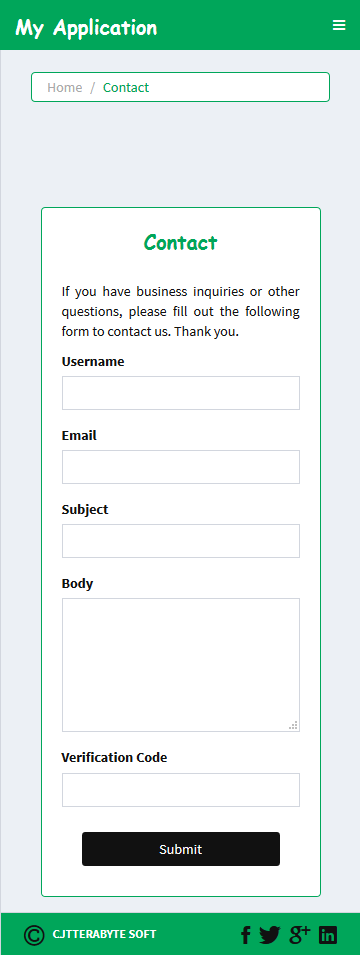 My Application
Home / Contact
Contact
If you have business inquiries or other
questions, please fill out the following
form to contact us. Thank you.
Username
Email
Subject
Body
Verification Code
Submit
© CJTTERABYTE SOFT